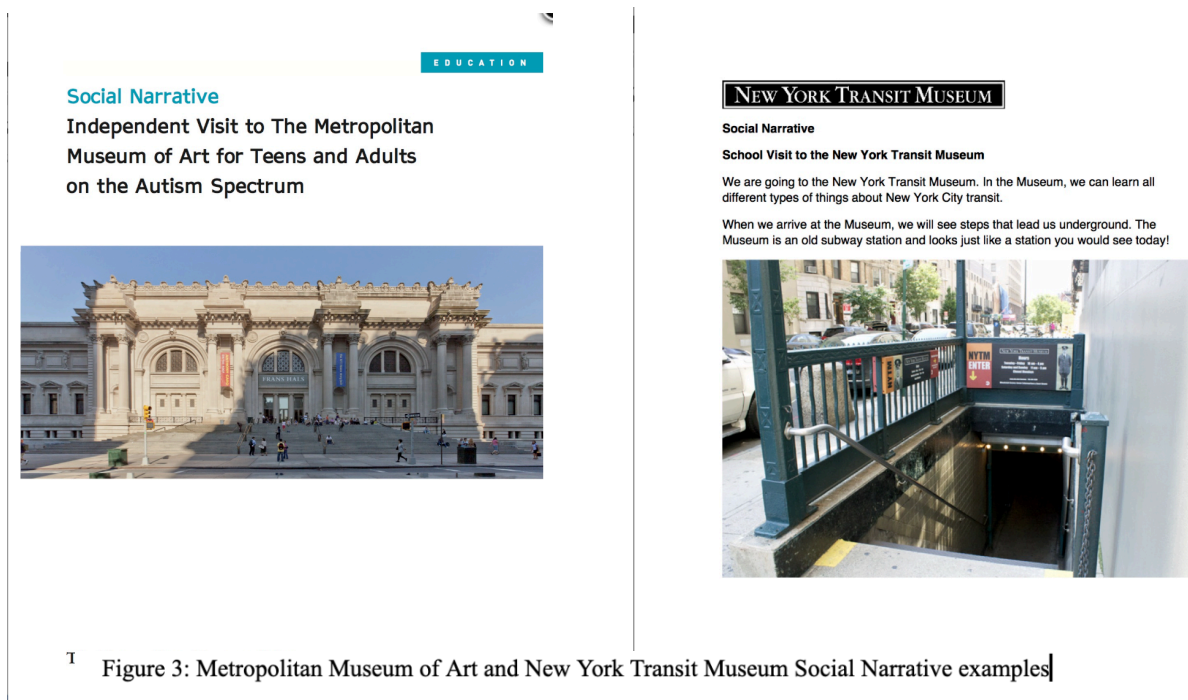 EDUCATION
Social Narrative
Independent Visit to The Metropolitan
Museum of Art for Teens and Adults
on the Autism Spectrum
FRANS HALS
NEW YORK TRANSIT MUSEUM
Social Narrative
School Visit to the New York Transit Museum
We are going to the New York Transit Museum. In the Museum, we can learn all
different types of things about New York City transit.
When we arrive at the Museum, we will see steps that lead us underground. The
Museum is an old subway station and looks just like a station you would see today!
NYTM
ENTER
Hours
T
Figure 3: Metropolitan Museum of Art and New York Transit Museum Social Narrative examples